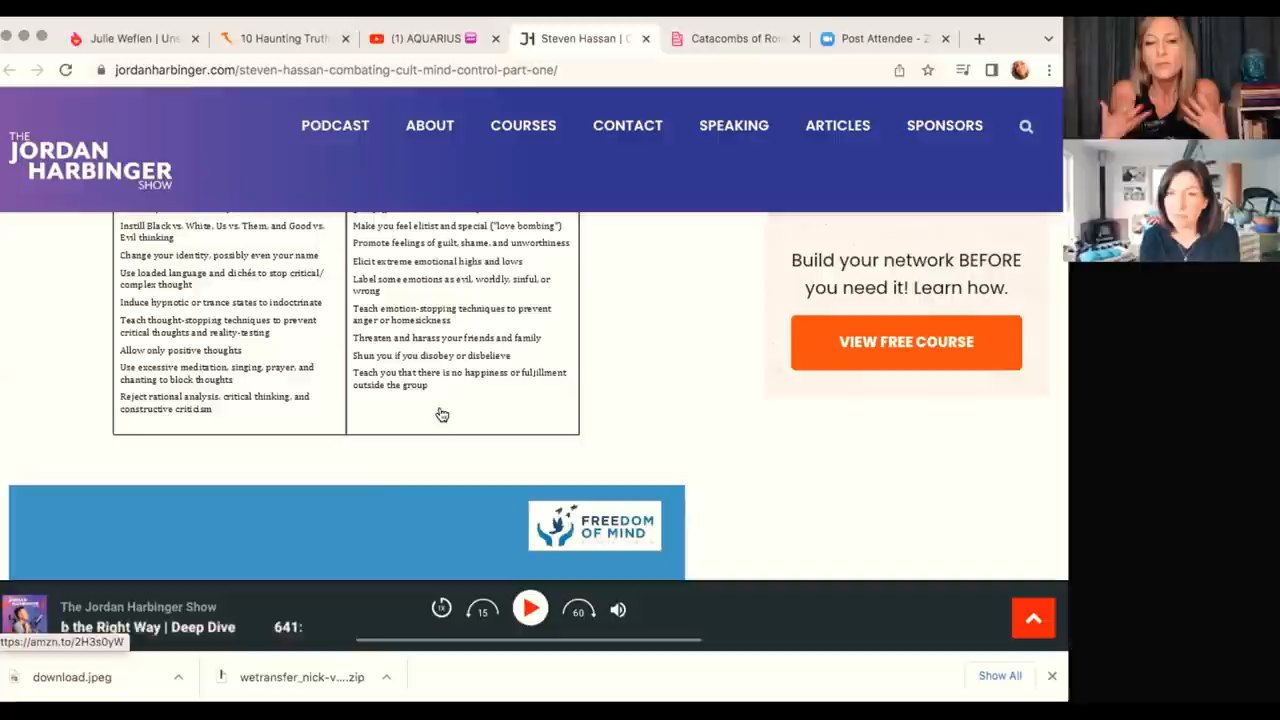 Julie Weflen | Uns
10 Haunting Truth
(1) AQUARIUS
Steven Hassan | C
Catacombs of Ro
Post Attendee - Z
jordanharbinger.com/steven-hassan-combating-cult-mind-control-part-one/
THE
JORDAN
HARBINGER
SHOW
PODCAST
ABOUT
COURSES
CONTACT
SPEAKING
ARTICLES
SPONSORS
Instill Black vs. White, Us vs. Them, and Good vs.
Evil thinking
Change your identity, possibly even your name
Use loaded language and clichés to stop critical/
complex thought
Induce hypnotic or trance states to indoctrinate
Teach thought-stopping techniques to prevent
critical thoughts and reality-testing
Allow only positive thoughts
Use excessive meditation, singing, prayer, and
chanting to block thoughts
Reject rational analysis, critical thinking, and
constructive criticism
Make you feel elitist and special ("love bombing")
Promote feelings of guilt, shame, and unworthiness
Elicit extreme emotional highs and lows
Label some emotions as evil, worldly, sinful, or
wrong
Teach emotion-stopping techniques to prevent
anger or homesickness
Threaten and harass your friends and family
Shun you if you disobey or disbelieve
Teach you that there is no happiness or fulfillment
outside the group
Build your network BEFORE
you need it! Learn how.
VIEW FREE COURSE
FREEDOM
OF MIND
The Jordan Harbinger Show
b the Right Way | Deep Dive
641:
1X
15
60
ttps://amzn.to/2H3s0yW
download.jpeg
wetransfer_nick-v....zip
Show All